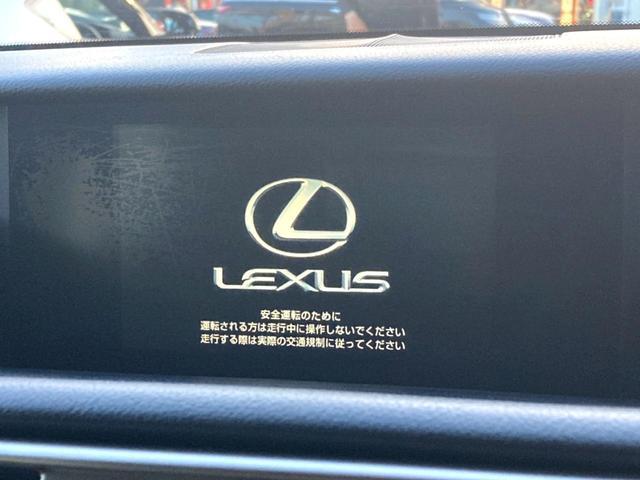 LEXUS
安全運転のために
運転される方は走行中に操作しないでください
走行する際は実際の交通規制に従ってください